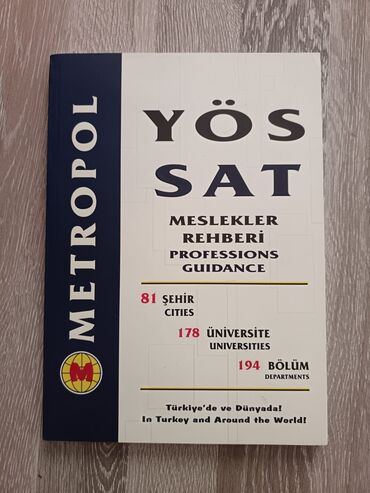 METROPOL
M
YÖS
SAT
MESLEKLER
REHBERİ
PROFESSIONS
GUIDANCE
81 ŞEHİR
CITIES
178 ÜNİVERSİTE
UNIVERSITIES
194 BÖLÜM
DEPARTMENTS
Türkiye'de ve Dünyada!
In Turkey and Around the World!